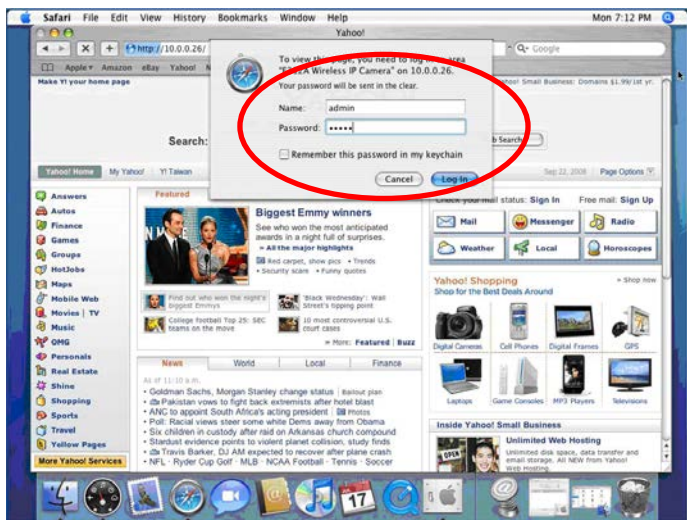 Safari File Edit View History Bookmarks Window Help Mon 7:12 PM
Yahoo!
http://10.0.0.26/
Google
Apple Amazon eBay Yahoo!
Make Y! your home page
Yahoo! Small Business: Domains $1.99/1st yr.
To view this page, you need to log in area
Wireless IP Camera" on 10.0.0.26.
Your password will be sent in the clear.
Name: admin
Password: •••••
Remember this password in my keychain
Cancel Log In
Search:
Search
Yahoo! Home My Yahoo! Y! Taiwan
Sep 22, 2008 Page Options
Answers
Autos
Finance
Games
Groups
HotJobs
Maps
Mobile Web
Movies | TV
Music
OMG
Personals
Real Estate
Shine
Shopping
Sports
Travel
Yellow Pages
More Yahoo! Services
Featured
Biggest Emmy winners
See who won the most anticipated
awards in a night full of surprises.
» All the major highlights
Red carpet, show pics • Trends
• Security scare • Funny quotes
Find out who won the night's
biggest Emmys
'Black Wednesday': Wall
Street's tipping point
College football Top 25: SEC
teams on the move
10 most controversial U.S.
court cases
» More: Featured | Buzz
News World Local Finance
As of 11:10 a.m.
• Goldman Sachs, Morgan Stanley change status | Bailout plan
• Pakistan vows to fight back extremists after hotel blast
• ANC to appoint South Africa's acting president | Photos
• Poll: Racial views steer some white Dems away from Obama
• Six children in custody after raid on Arkansas church compound
• Stardust evidence points to violent planet collision, study finds
• Travis Barker, DJ AM expected to recover after plane crash
• NFL - Ryder Cup Golf - MLB - NCAA Football - Tennis - Soccer
Check your mail status: Sign In Free mail: Sign Up
Mail Messenger Radio
Weather Local Horoscopes
Yahoo! Shopping » Shop now
Shop for the Best Deals Around
Digital Cameras Cell Phones Digital Frames GPS
Laptops Game Consoles MP3 Players Televisions
Inside Yahoo! Small Business
OPEN
Unlimited Web Hosting
Unlimited disk space, data transfer and
email storage. All NEW from Yahoo!
Web Hosting.
JUL
17